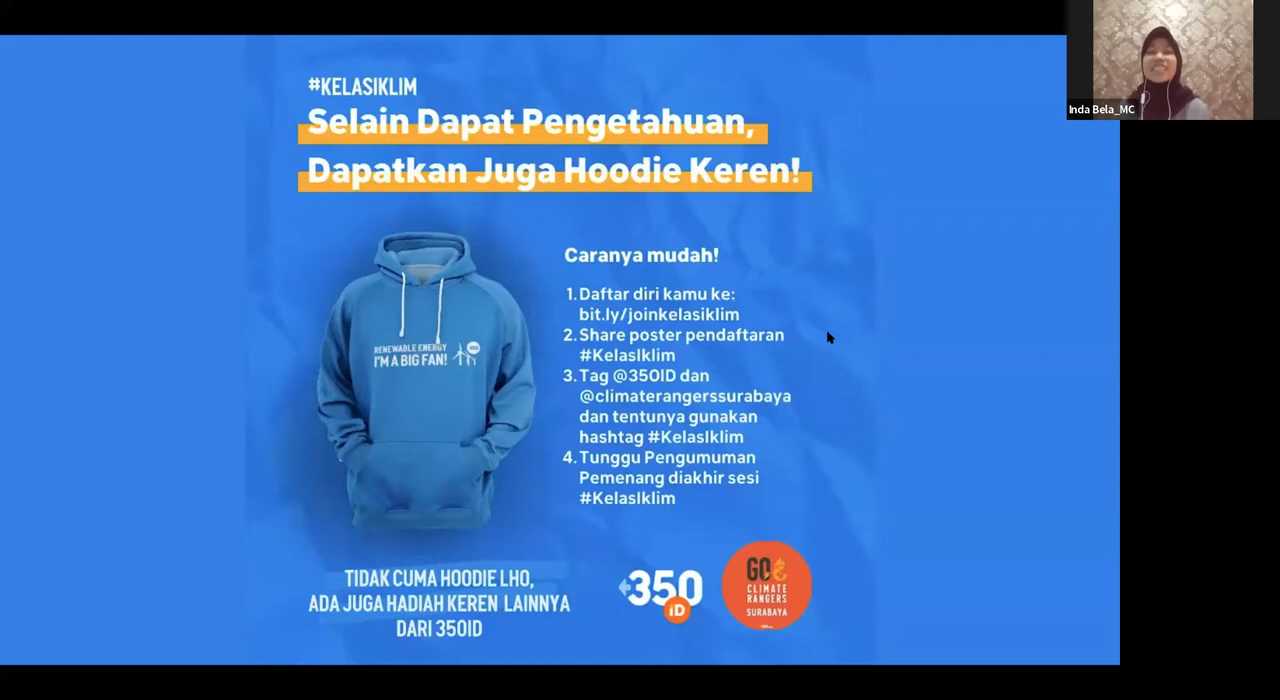 #KELASIKLIM
Selain Dapat Pengetahuan,
Dapatkan Juga Hoodie Keren!
RENEWABLE ENERGY
I'M A BIG FAN!
Caranya mudah!
1. Daftar diri kamu ke:
bit.ly/joinkelasiklim
2. Share poster pendaftaran
#KelasIklim
3. Tag @350ID dan
@climaterangerssurabaya
dan tentunya gunakan
hashtag #KelasIklim
4. Tunggu Pengumuman
Pemenang diakhir sesi
#KelasIklim
TIDAK CUMA HOODIE LHO,
ADA JUGA HADIAH KEREN LAINNYA
DARI 350ID
350
iD
GO
CLIMATE
RANGERS
SURABAYA
Inda Bela_MC